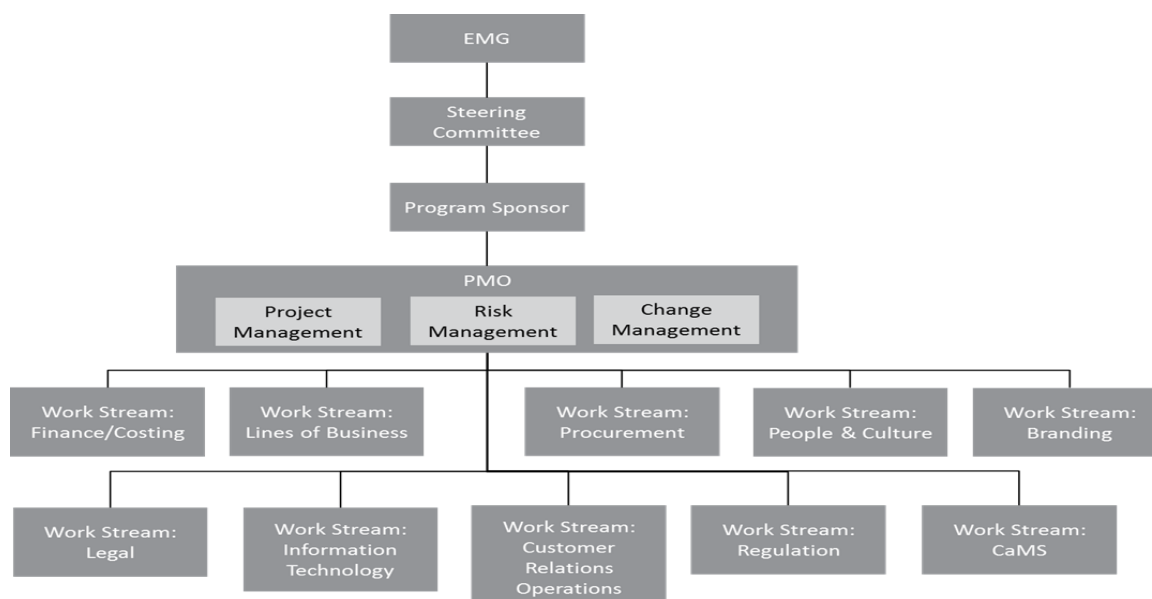 EMG
Steering
Committee
Program Sponsor
PMO
Project
Management
Risk
Management
Change
Management
Work Stream:
Finance/Costing
Work Stream:
Lines of Business
Work Stream:
Procurement
Work Stream:
People & Culture
Work Stream:
Branding
Work Stream:
Legal
Work Stream:
Information
Technology
Work Stream:
Customer
Relations
Operations
Work Stream:
Regulation
Work Stream:
CaMS